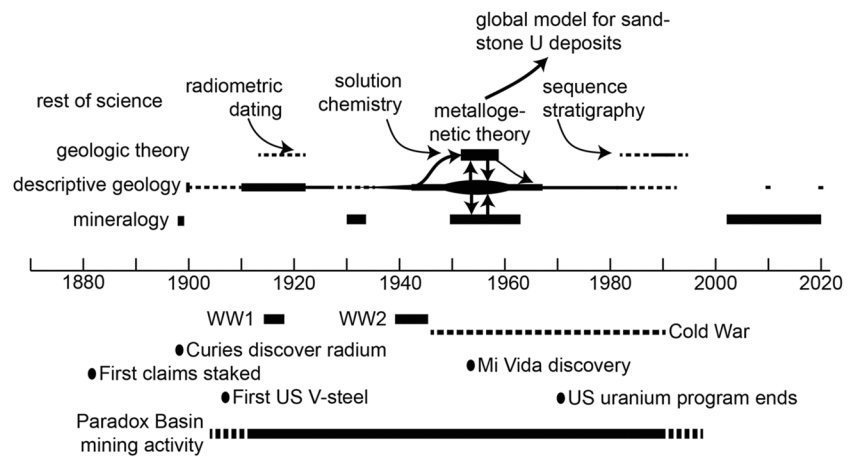 global model for sand-
stone U deposits
radiometric
dating
solution
chemistry
sequence
stratigraphy
rest of science
metalloge-
netic theory
geologic theory
descriptive geology
mineralogy
1880 1900 1920 1940 1960 1980 2000 2020
WW1
WW2
Cold War
Curies discover radium
Mi Vida discovery
First claims staked
First US V-steel
US uranium program ends
Paradox Basin
mining activity